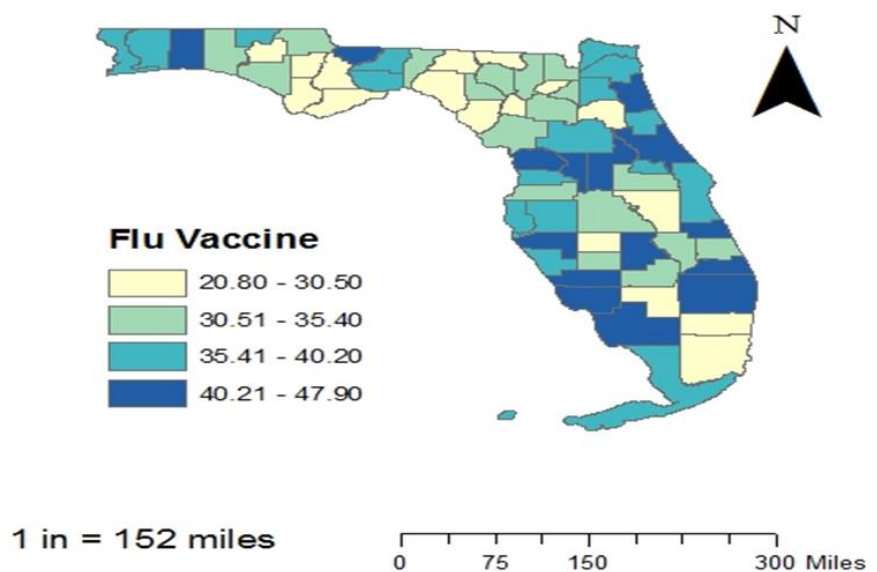 N
Flu Vaccine
20.80 - 30.50
30.51 - 35.40
35.41 - 40.20
40.21 - 47.90
1 in = 152 miles
0 75 150 300 Miles